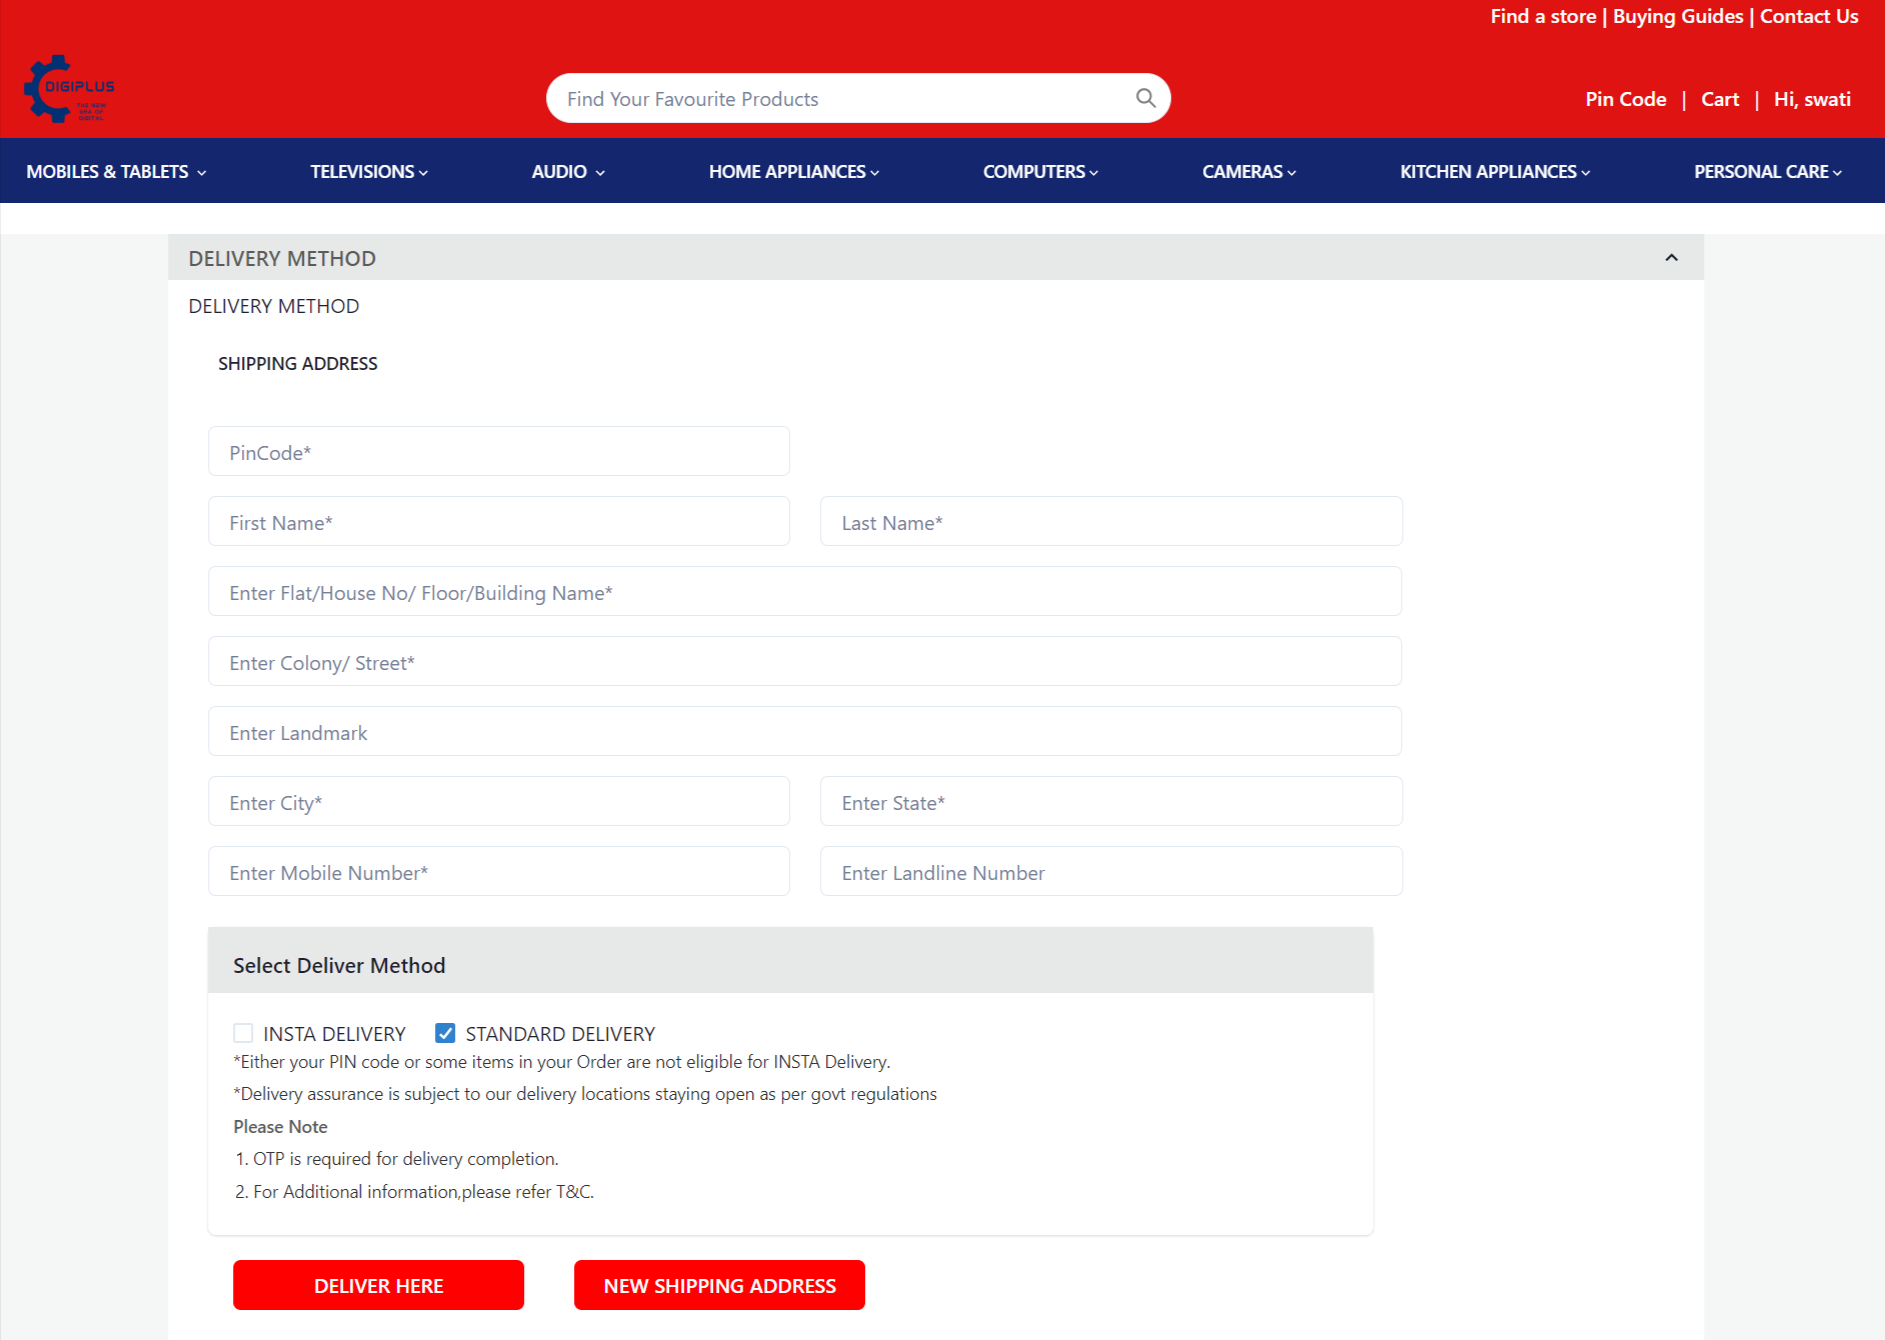 Find a store | Buying Guides | Contact Us
DIGIPLUS
THE NEW
ERA OF
DIGITAL
Find Your Favourite Products
Pin Code | Cart | Hi, swati
MOBILES & TABLETS TELEVISIONS AUDIO HOME APPLIANCES COMPUTERS CAMERAS KITCHEN APPLIANCES PERSONAL CARE
DELIVERY METHOD
DELIVERY METHOD
SHIPPING ADDRESS
PinCode*
First Name* Last Name*
Enter Flat/House No/ Floor/Building Name*
Enter Colony/ Street*
Enter Landmark
Enter City* Enter State*
Enter Mobile Number* Enter Landline Number
Select Deliver Method
INSTA DELIVERY STANDARD DELIVERY
*Either your PIN code or some items in your Order are not eligible for INSTA Delivery.
*Delivery assurance is subject to our delivery locations staying open as per govt regulations
Please Note
1. OTP is required for delivery completion.
2. For Additional information,please refer T&C.
DELIVER HERE NEW SHIPPING ADDRESS